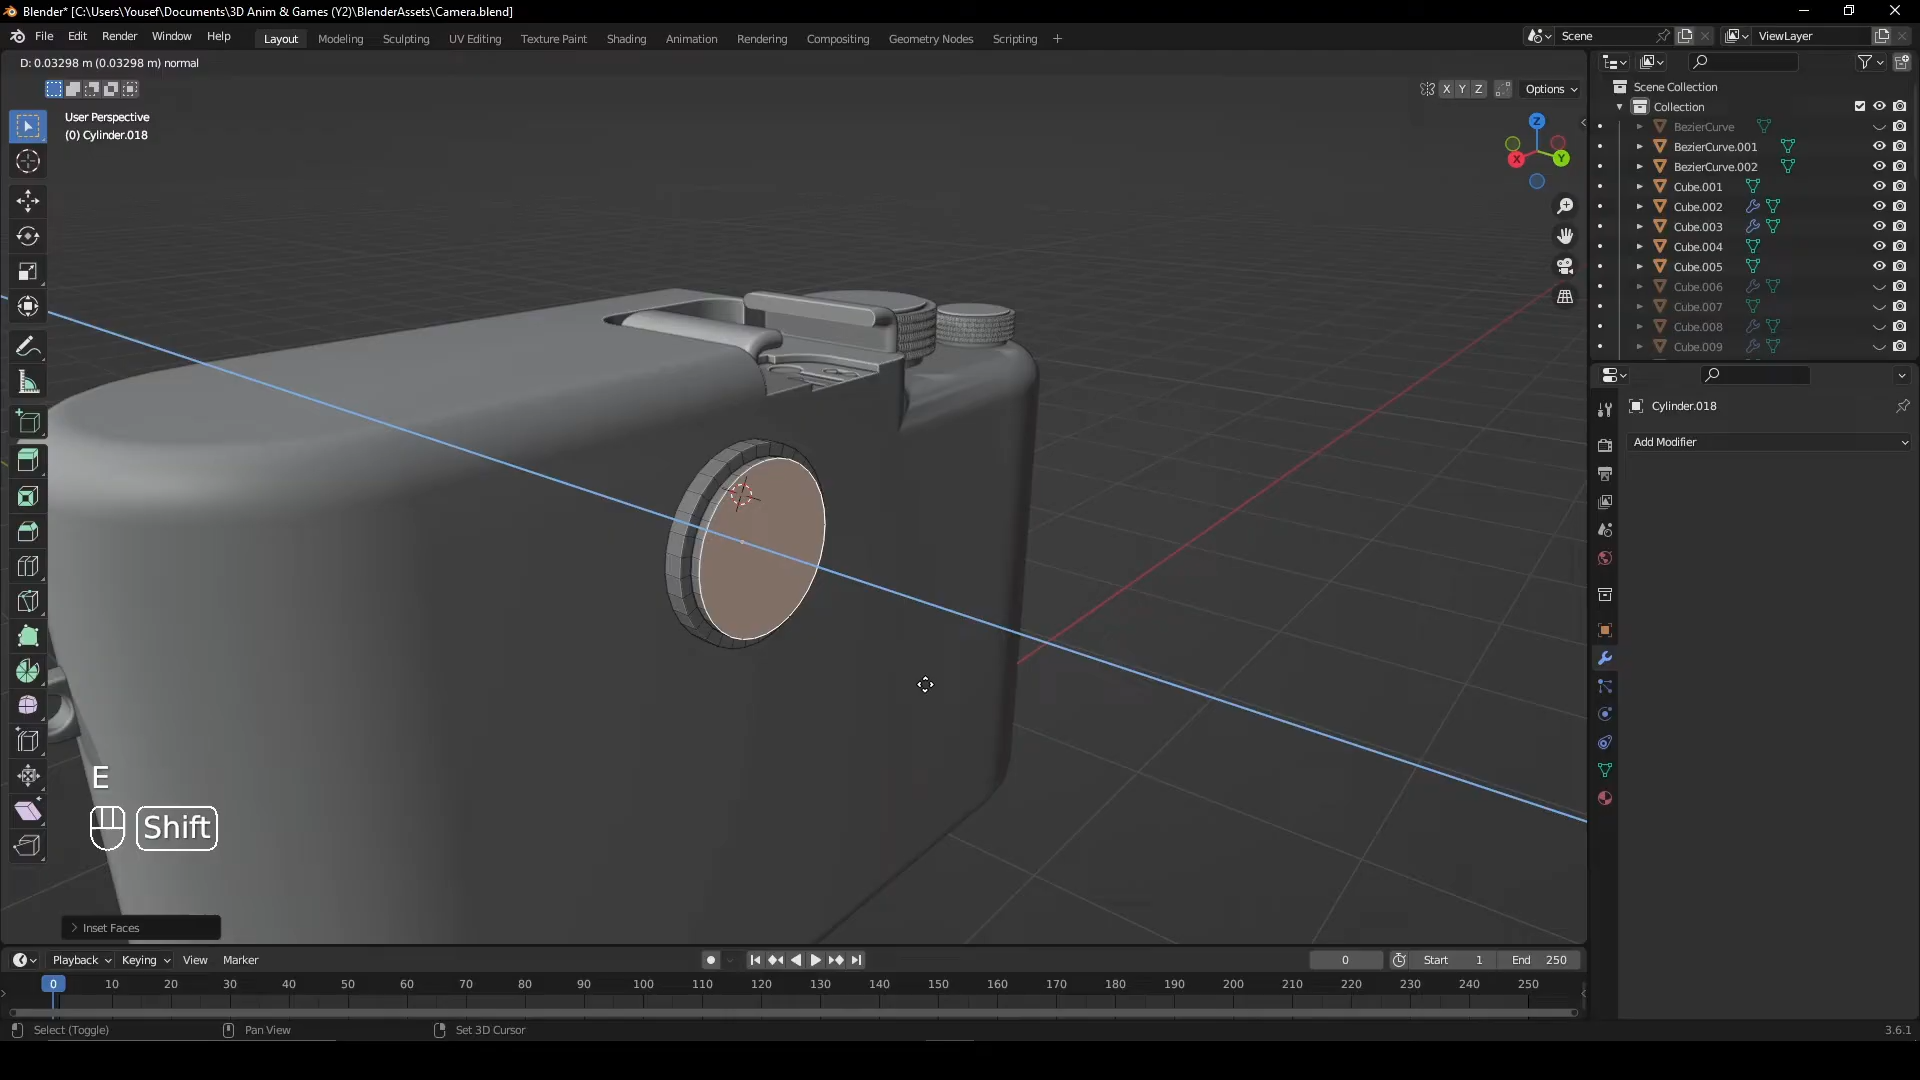 Blender* [C:\Users\Yousef\Documents\3D Anim & Games (Y2)\BlenderAssets\Camera.blend]
File Edit Render Window Help Layout Modeling Sculpting UV Editing Texture Paint Shading Animation Rendering Compositing Geometry Nodes Scripting + Scene ViewLayer
D: 0.03298 m (0.03298 m) normal
X Y Z Options
User Perspective
(0) Cylinder.018
Z
X
Y
Scene Collection
Collection
BezierCurve
BezierCurve.001
BezierCurve.002
Cube.001
Cube.002
Cube.003
Cube.004
Cube.005
Cube.006
Cube.007
Cube.008
Cube.009
Cylinder.018
Add Modifier
E
Shift
Inset Faces
Playback Keying View Marker 0 Start 1 End 250
0 10 20 30 40 50 60 70 80 90 100 110 120 130 140 150 160 170 180 190 200 210 220 230 240 250
Select (Toggle) Pan View Set 3D Cursor 3.6.1